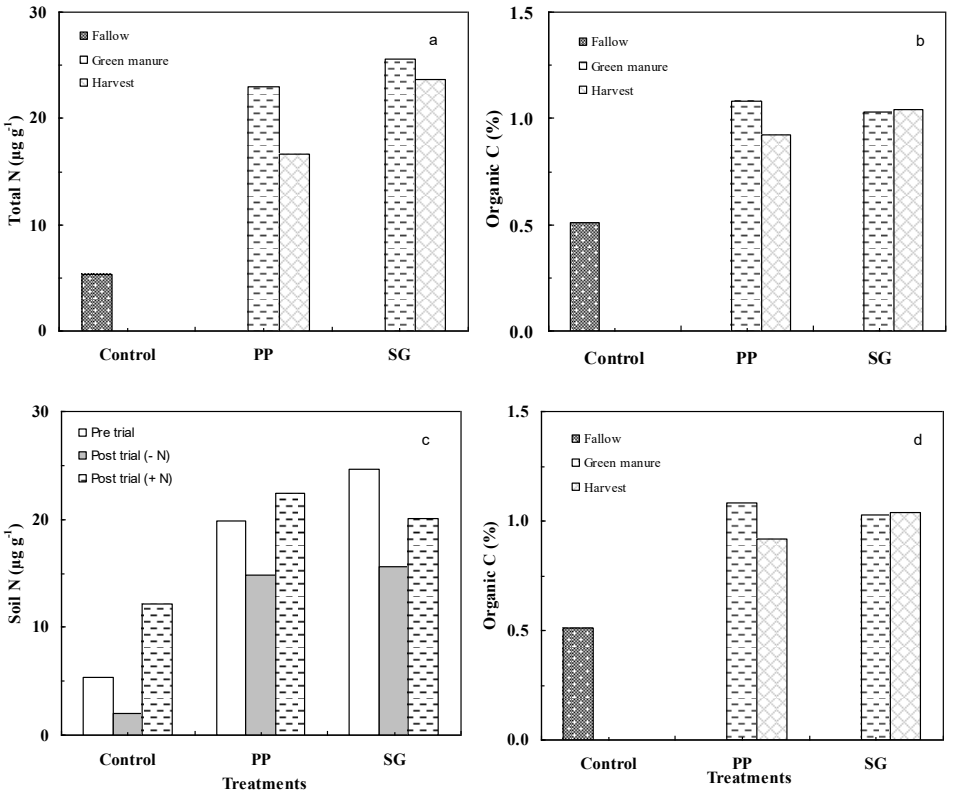 30
20
10
0
Total N (µg g⁻¹)
Fallow
Green manure
Harvest
a
Control PP SG
1.5
1.0
0.5
0.0
Organic C (%)
Fallow
Green manure
Harvest
b
Control PP SG
30
20
10
0
Soil N (µg g⁻¹)
Pre trial
Post trial (- N)
Post trial (+ N)
c
Control PP SG
Treatments
1.5
1.0
0.5
0.0
Organic C (%)
Fallow
Green manure
Harvest
d
Control PP SG
Treatments